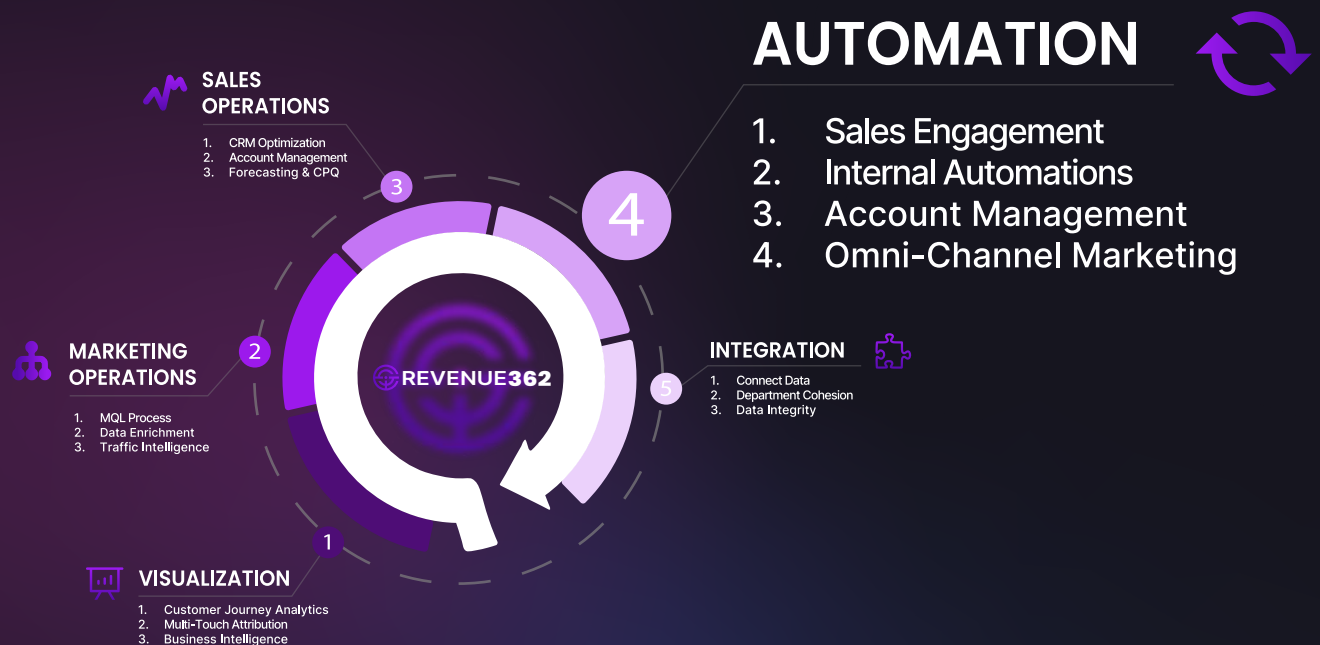 AUTOMATION
1. Sales Engagement
2. Internal Automations
3. Account Management
4. Omni-Channel Marketing
SALES
OPERATIONS
1. CRM Optimization
2. Account Management
3. Forecasting & CPQ
3
4
MARKETING
OPERATIONS
1. MQL Process
2. Data Enrichment
3. Traffic Intelligence
2
REVENUE362
INTEGRATION
1. Connect Data
2. Department Cohesion
3. Data Integrity
5
1
VISUALIZATION
1. Customer Journey Analytics
2. Multi-Touch Attribution
3. Business Intelligence